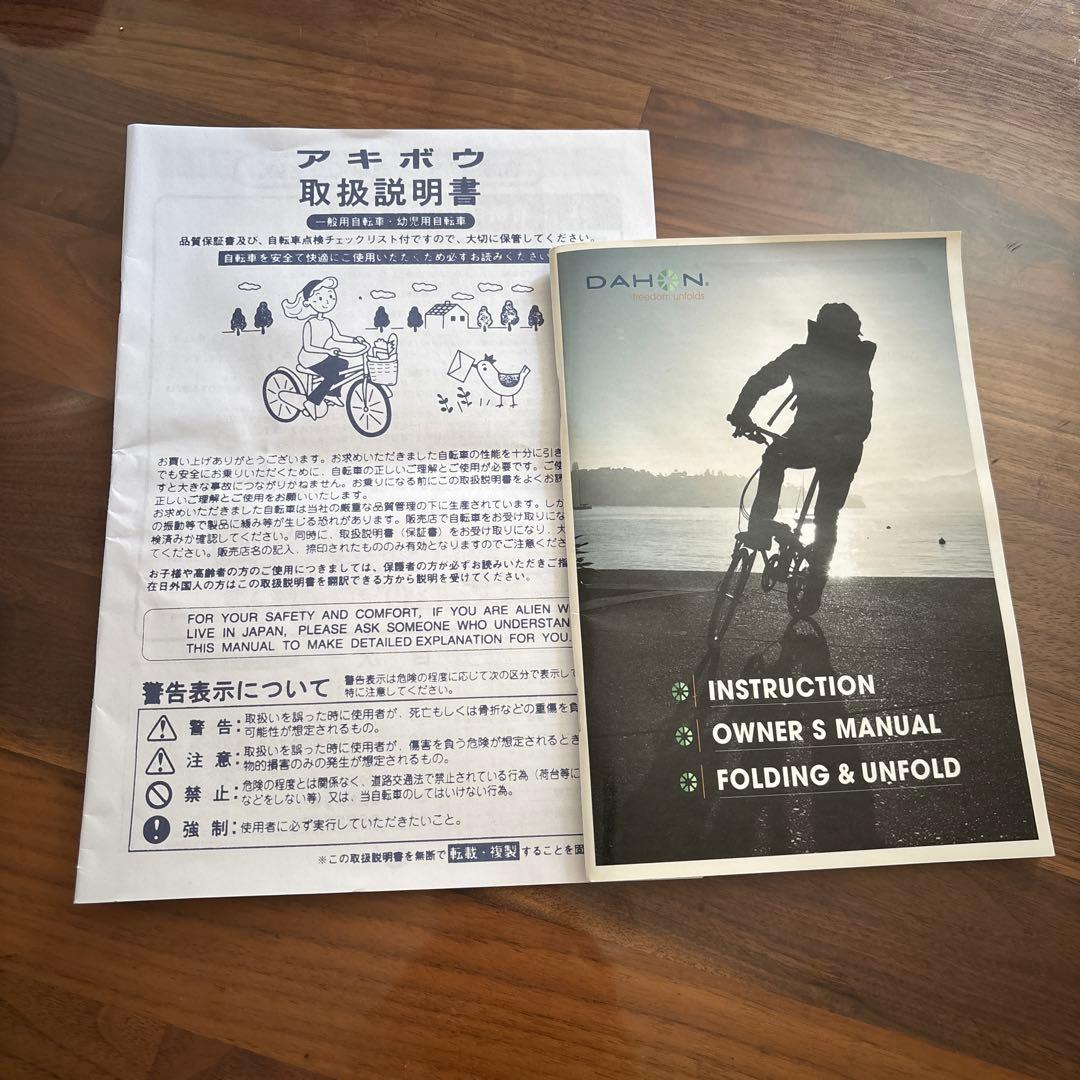 アキボウ
取扱説明書
一般用自転車・幼児用自転車
品質保証書及び、自転車点検チェックリスト付ですので、大切に保管してください。
自転車を安全で快適にご使用いただくため必ずお読みください
お買い上げありがとうございます。お求めいただきました自転車の性能を十分に引き
でも安全にお乗りいただくために、自転車の正しいご理解とご使用が必要です。ご使
すと大きな事故につながりかねません。お乗りになる前にこの取扱説明書をよくお読
正しいご理解とご使用をお願いいたします。
お求めいただきました自転車は当社の厳重な品質管理の下に生産されています。しか
の振動等で製品に緩み等が生じる恐れがあります。販売店で自転車をお受け取りにな
検済みか確認してください。同時に、取扱説明書（保証書）をお受け取りになり、大
てください。販売店名の記入、捺印されたもののみ有効となりますのでご注意くださ
お子様や高齢者の方のご使用につきましては、保護者の方が必ずお読みいただきご指
在日外国人の方はこの取扱説明書を翻訳できる方から説明を受けてください。
FOR YOUR SAFETY AND COMFORT, IF YOU ARE ALIEN W
LIVE IN JAPAN, PLEASE ASK SOMEONE WHO UNDERSTAN
THIS MANUAL TO MAKE DETAILED EXPLANATION FOR YOU.
警告表示について 警告表示は危険の程度に応じて次の区分で表示して
特に注意してください。
警告：取扱いを誤った時に使用者が、死亡もしくは骨折などの重傷を負
可能性が想定されるもの。
注意：取扱いを誤った時に使用者が、傷害を負う危険が想定されるとき
物的損害のみの発生が想定されるもの。
禁止：危険の程度とは関係なく、道路交通法で禁止されている行為（荷台等に
などをしない等）又は、当自転車のしてはいけない行為。
強制：使用者に必ず実行していただきたいこと。
※この取扱説明書を無断で転載・複製することを固
DAHON®
freedom unfolds
INSTRUCTION
OWNER S MANUAL
FOLDING & UNFOLD